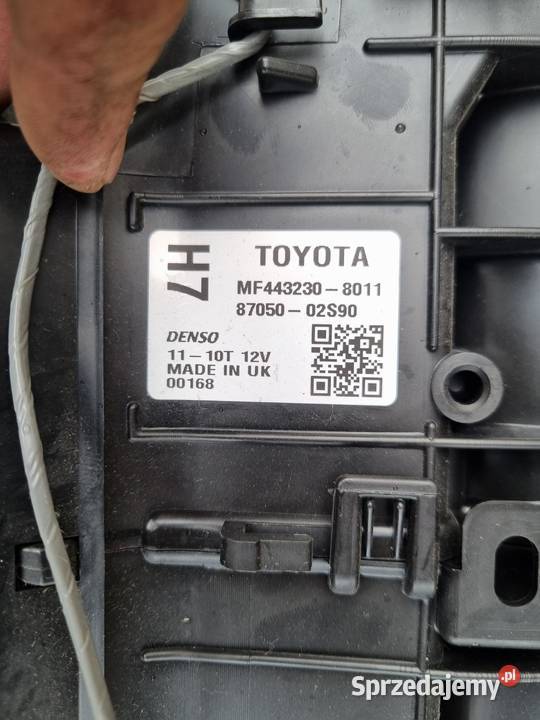 H7
TOYOTA
MF443230-8011
87050-02S90
DENSO
11-10T 12V
MADE IN UK
00168
Sprzedajemy.pl